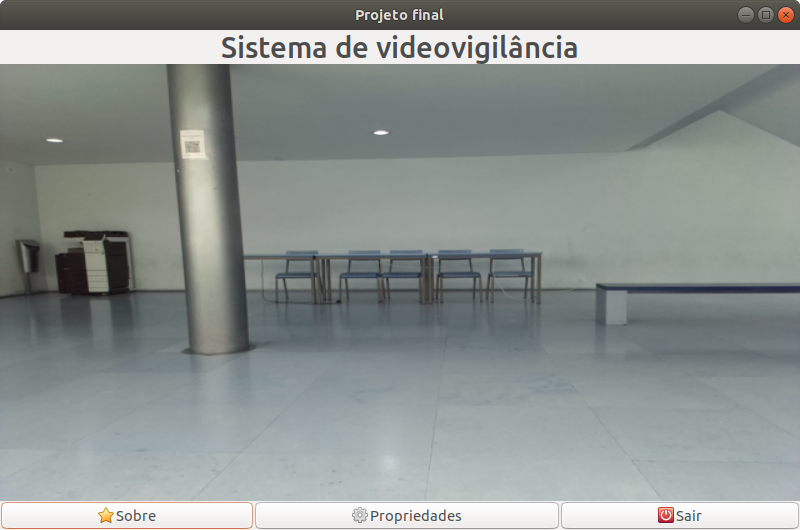 Projeto final
Sistema de videovigilância
Sobre
Propriedades
Sair